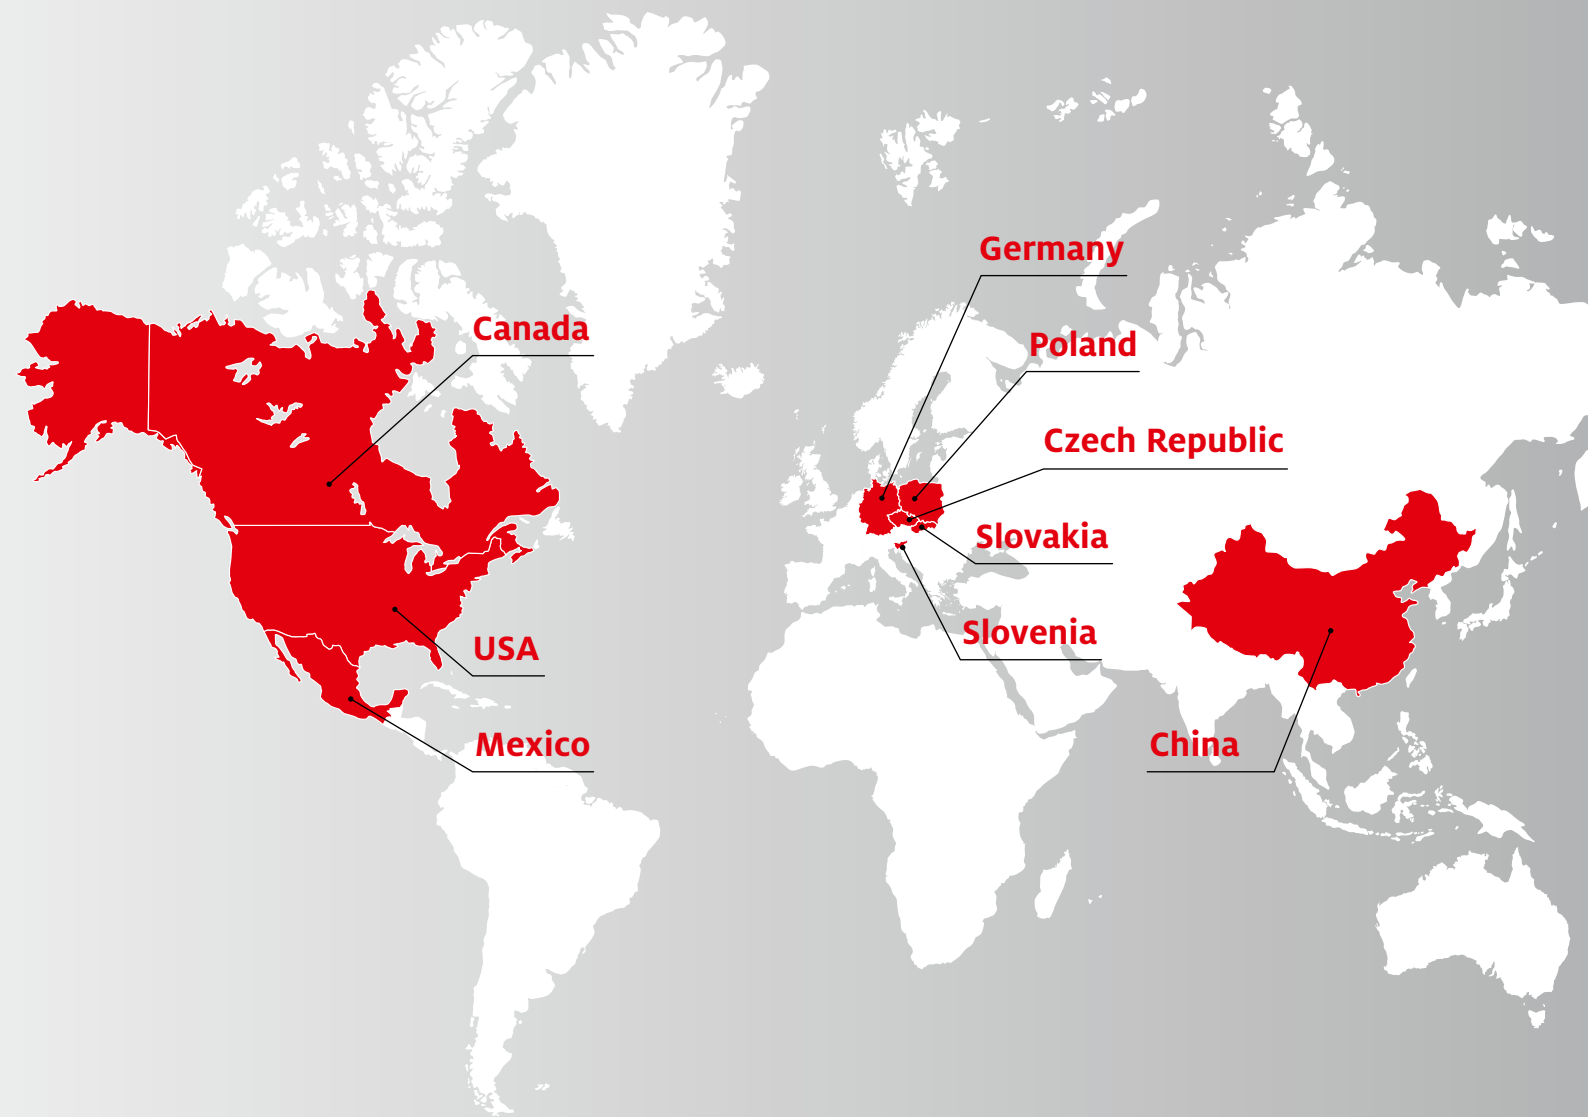 Germany
Canada
Poland
Czech Republic
Slovakia
Slovenia
USA
Mexico
China